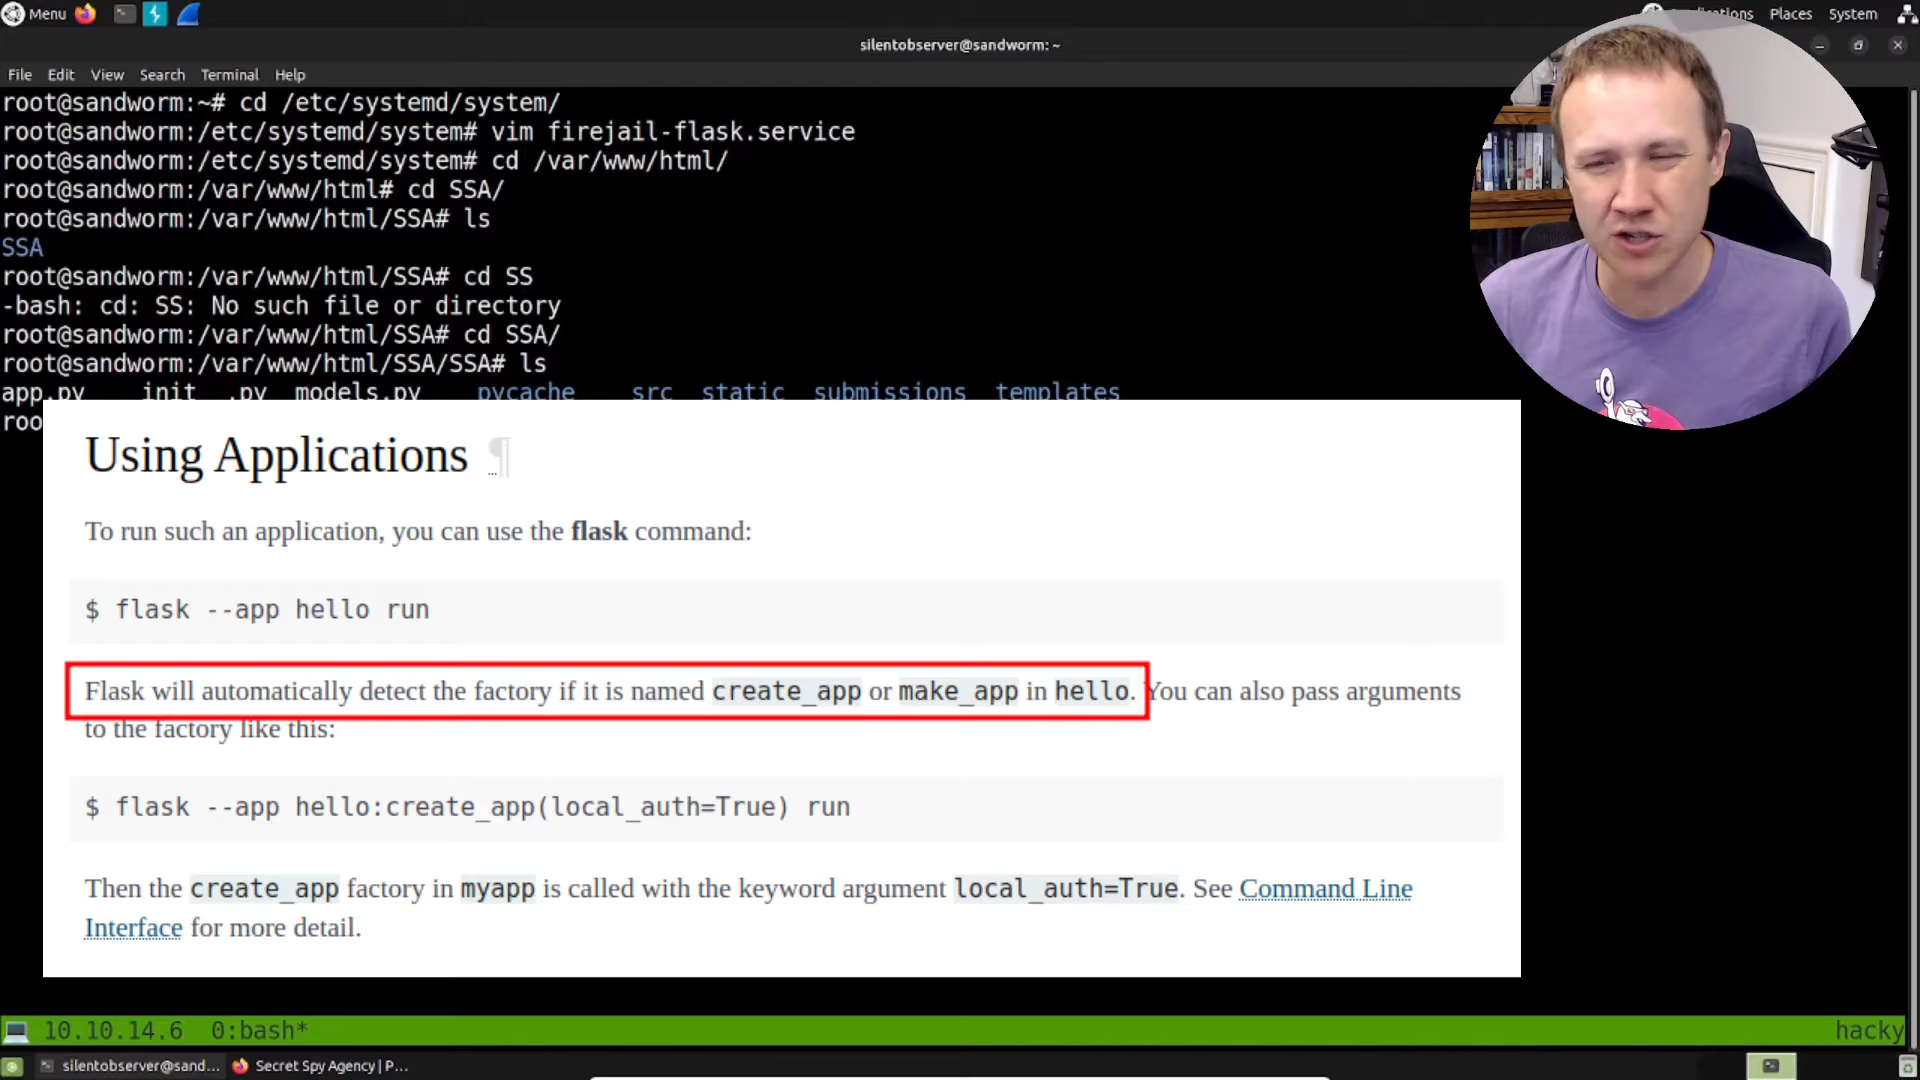 Menu
Places System
silentobserver@sandworm: ~
File Edit View Search Terminal Help
root@sandworm:~# cd /etc/systemd/system/
root@sandworm:/etc/systemd/system# vim firejail-flask.service
root@sandworm:/etc/systemd/system# cd /var/www/html/
root@sandworm:/var/www/html# cd SSA/
root@sandworm:/var/www/html/SSA# ls
SSA
root@sandworm:/var/www/html/SSA# cd SS
-bash: cd: SS: No such file or directory
root@sandworm:/var/www/html/SSA# cd SSA/
root@sandworm:/var/www/html/SSA/SSA# ls
app.py init .py models.py pycache src static submissions templates
roo
Using Applications ¶
To run such an application, you can use the flask command:
$ flask --app hello run
Flask will automatically detect the factory if it is named create_app or make_app in hello. You can also pass arguments
to the factory like this:
$ flask --app hello:create_app(local_auth=True) run
Then the create_app factory in myapp is called with the keyword argument local_auth=True. See Command Line
Interface for more detail.
10.10.14.6 0:bash* hacky
silentobserver@sand... Secret Spy Agency | P...